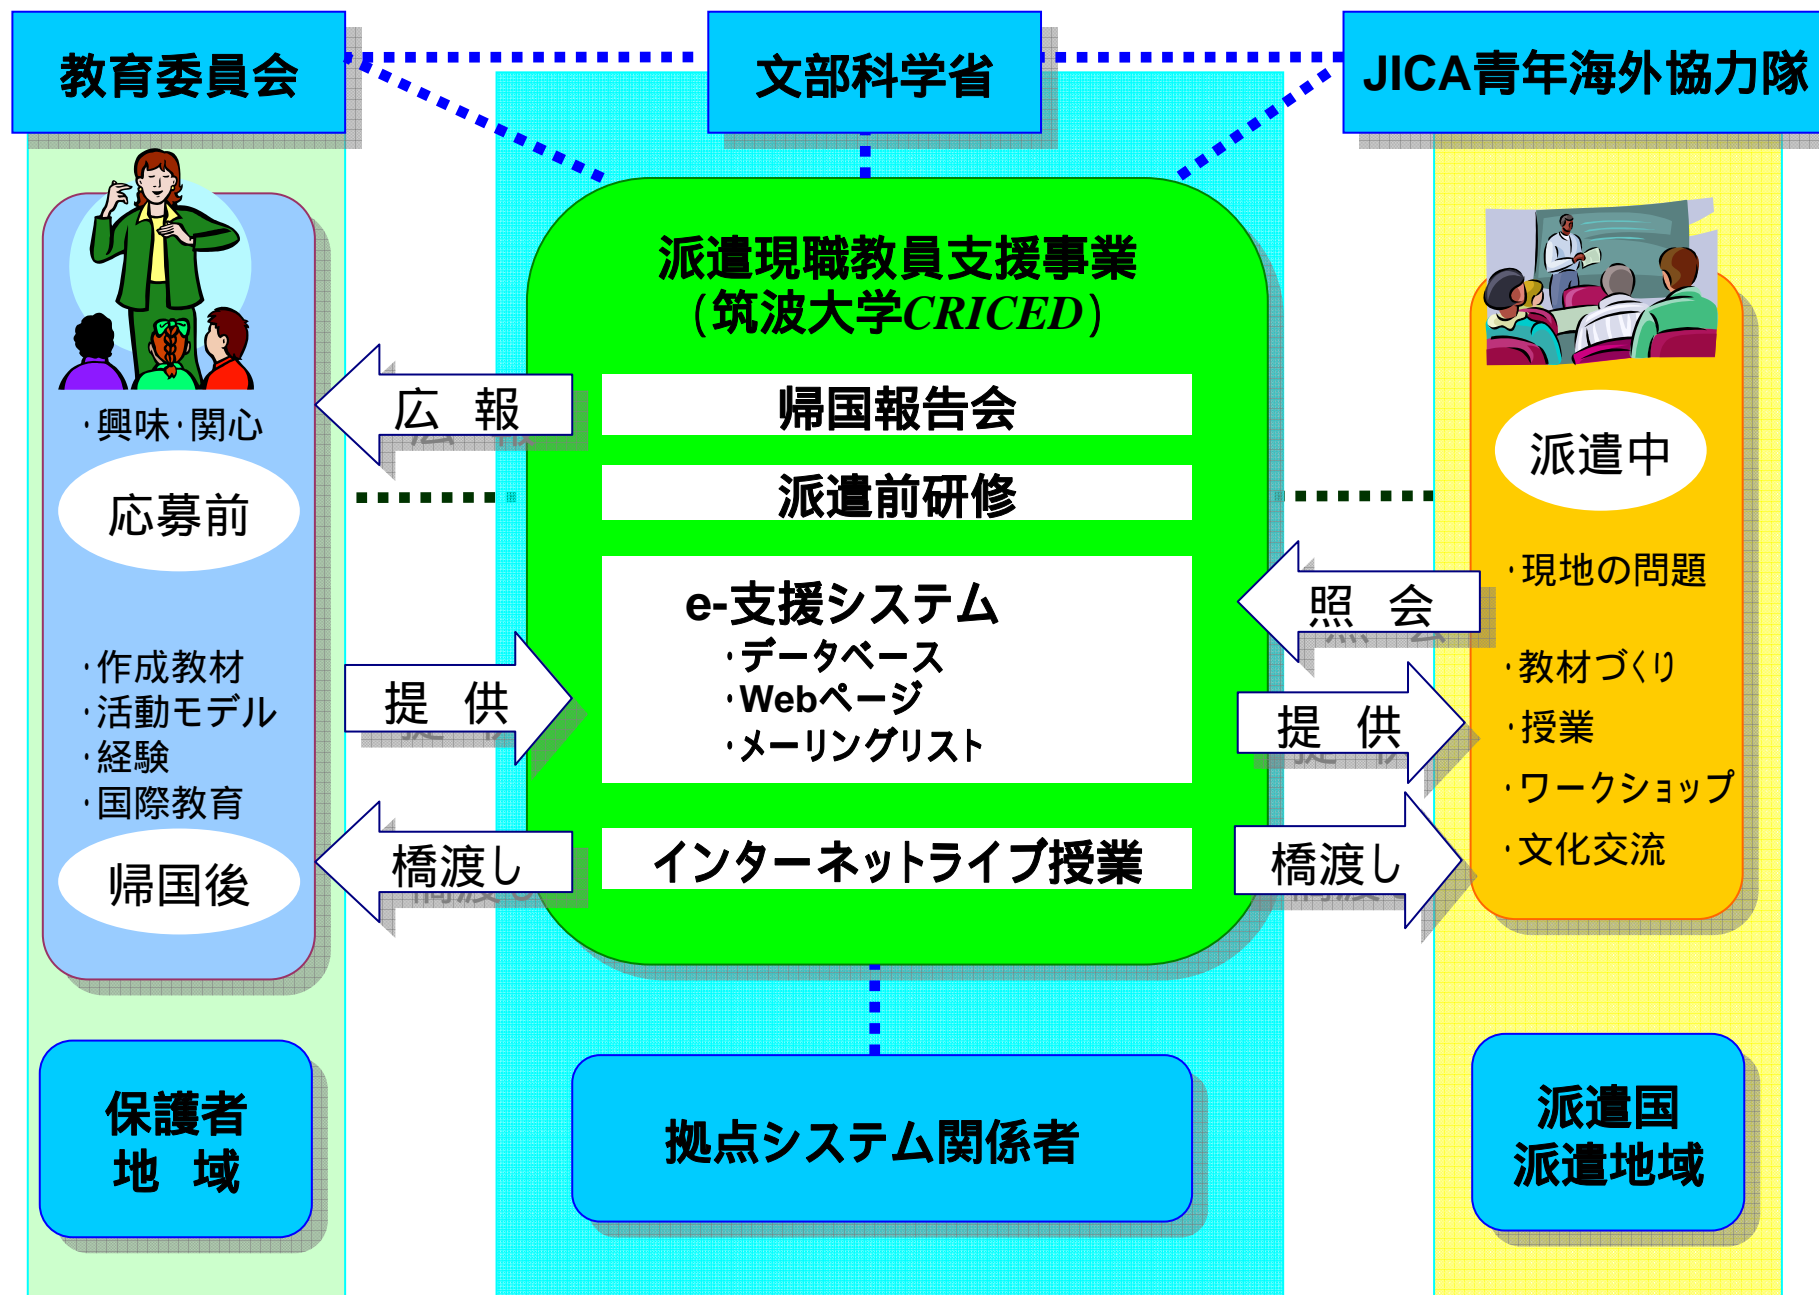 教育委員会
文部科学省
JICA青年海外協力隊
派遣現職教員支援事業
(筑波大学CRICED)
広 報
帰国報告会
・興味・関心
派遣中
派遣前研修
応募前
・現地の問題
e-支援システム
照 会
・データベース
・作成教材
・教材づくり
・Webページ
提 供
・活動モデル
提 供
・授業
・メーリングリスト
・経験
・国際教育
・ワークショップ
橋渡し
インターネットライブ授業
橋渡し
・文化交流
帰国後
保護者
地 域
拠点システム関係者
派遣国
派遣地域